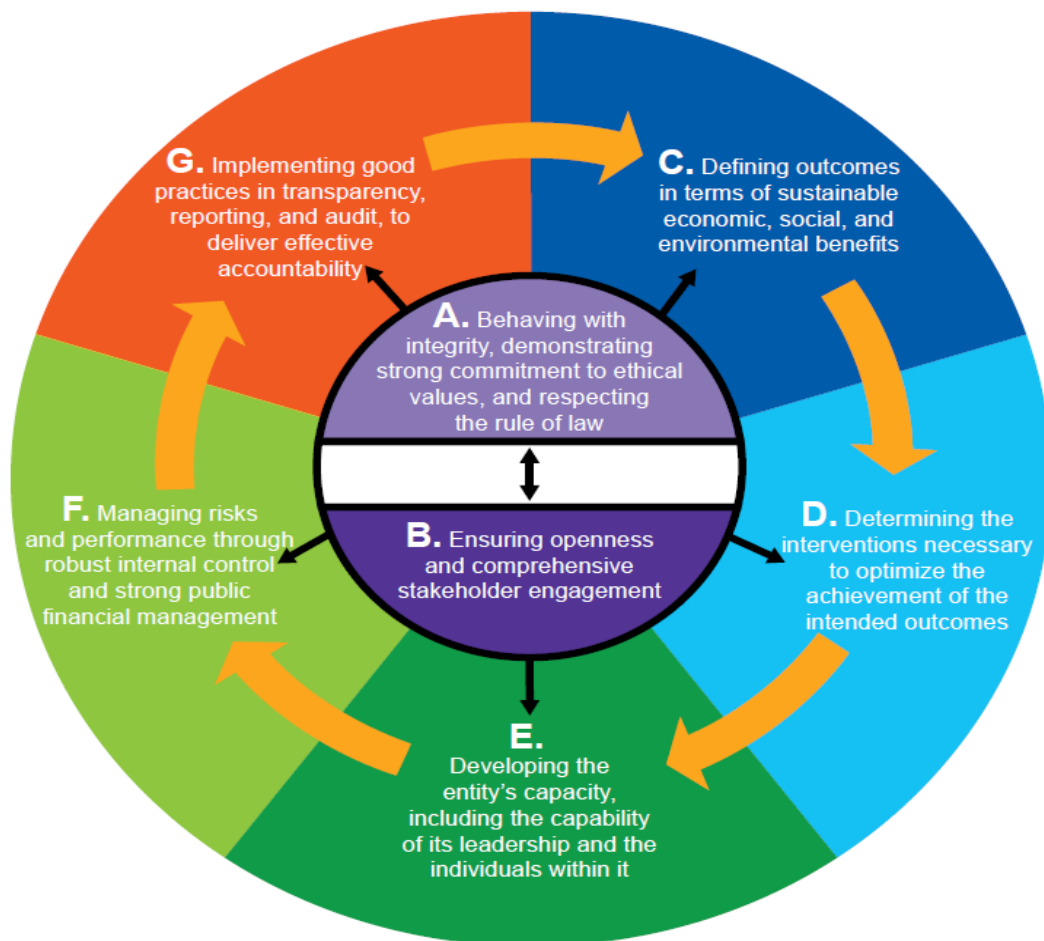 A. Behaving with
integrity, demonstrating
strong commitment to ethical
values, and respecting
the rule of law
B. Ensuring openness
and comprehensive
stakeholder engagement
C. Defining outcomes
in terms of sustainable
economic, social, and
environmental benefits
D. Determining the
interventions necessary
to optimize the
achievement of the
intended outcomes
E.
Developing the
entity's capacity,
including the capability
of its leadership and the
individuals within it
F. Managing risks
and performance through
robust internal control
and strong public
financial management
G. Implementing good
practices in transparency,
reporting, and audit, to
deliver effective
accountability